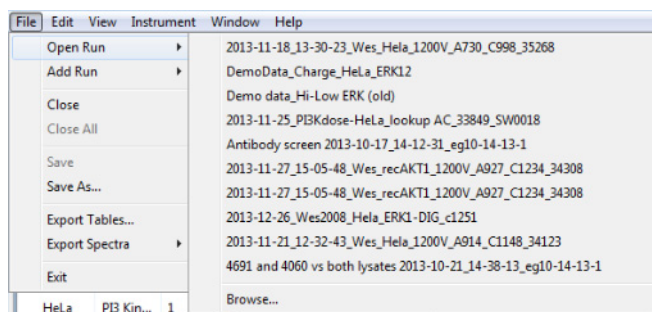 File Edit View Instrument Window Help
Open Run
Add Run
Close
Close All
Save
Save As...
Export Tables...
Export Spectra
Exit
HeLa PI3 Kin... 1
2013-11-18_13-30-23_Wes_Hela_1200V_A730_C998_35268
DemoData_Charge_HeLa_ERK12
Demo data_Hi-Low ERK (old)
2013-11-25_PI3Kdose-HeLa_lookup AC_33849_SW0018
Antibody screen 2013-10-17_14-12-31_eg10-14-13-1
2013-11-27_15-05-48_Wes_recAKT1_1200V_A927_C1234_34308
2013-11-27_15-05-48_Wes_recAKT1_1200V_A927_C1234_34308
2013-12-26_Wes2008_Hela_ERK1-DIG_c1251
2013-11-21_12-32-43_Wes_Hela_1200V_A914_C1148_34123
4691 and 4060 vs both lysates 2013-10-21_14-38-13_eg10-14-13-1
Browse...